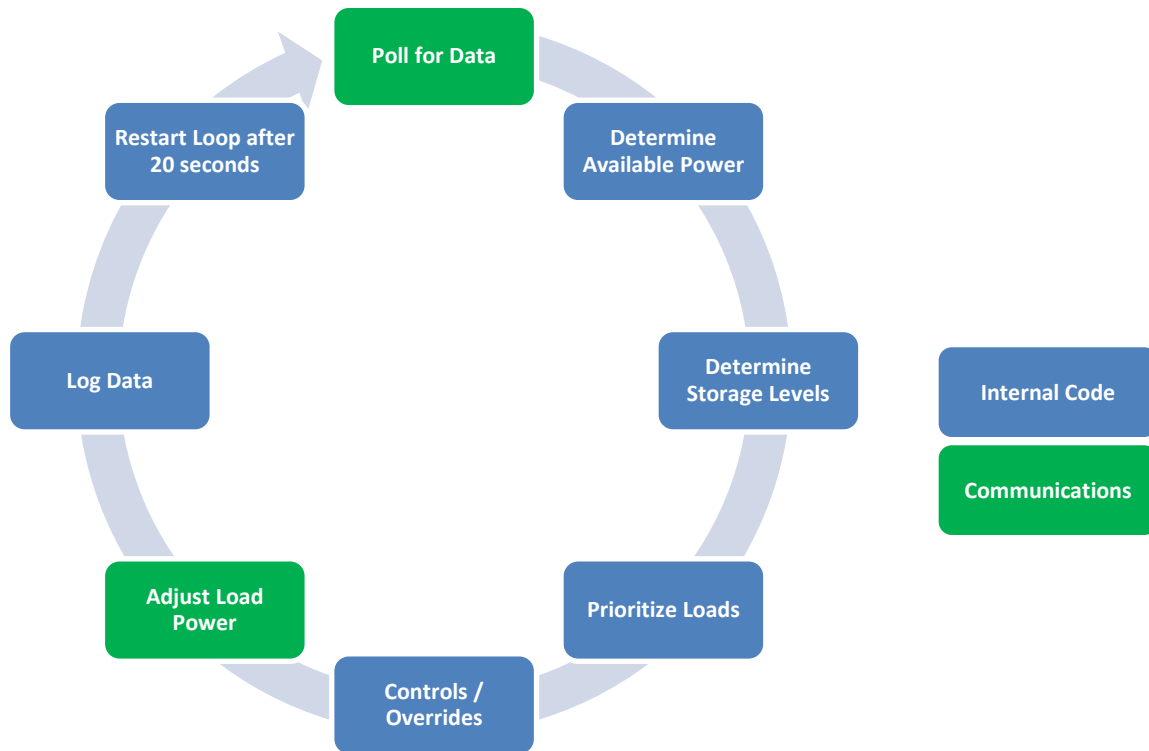 Poll for Data
Determine
Available Power
Determine
Storage Levels
Prioritize Loads
Controls /
Overrides
Adjust Load
Power
Log Data
Restart Loop after
20 seconds
Internal Code
Communications